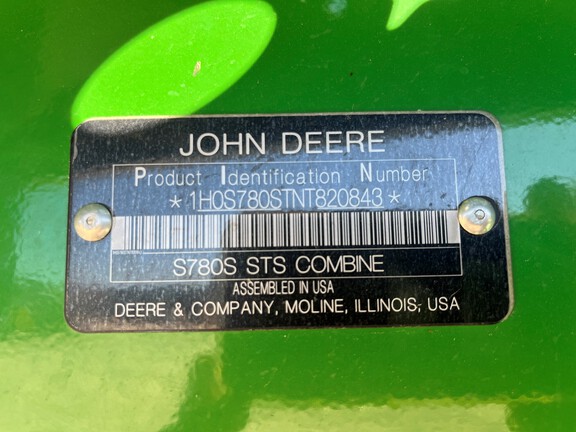 JOHN DEERE
Product Identification Number
*1H0S780STNT820843*
S780S STS COMBINE
ASSEMBLED IN USA
DEERE & COMPANY, MOLINE, ILLINOIS, USA